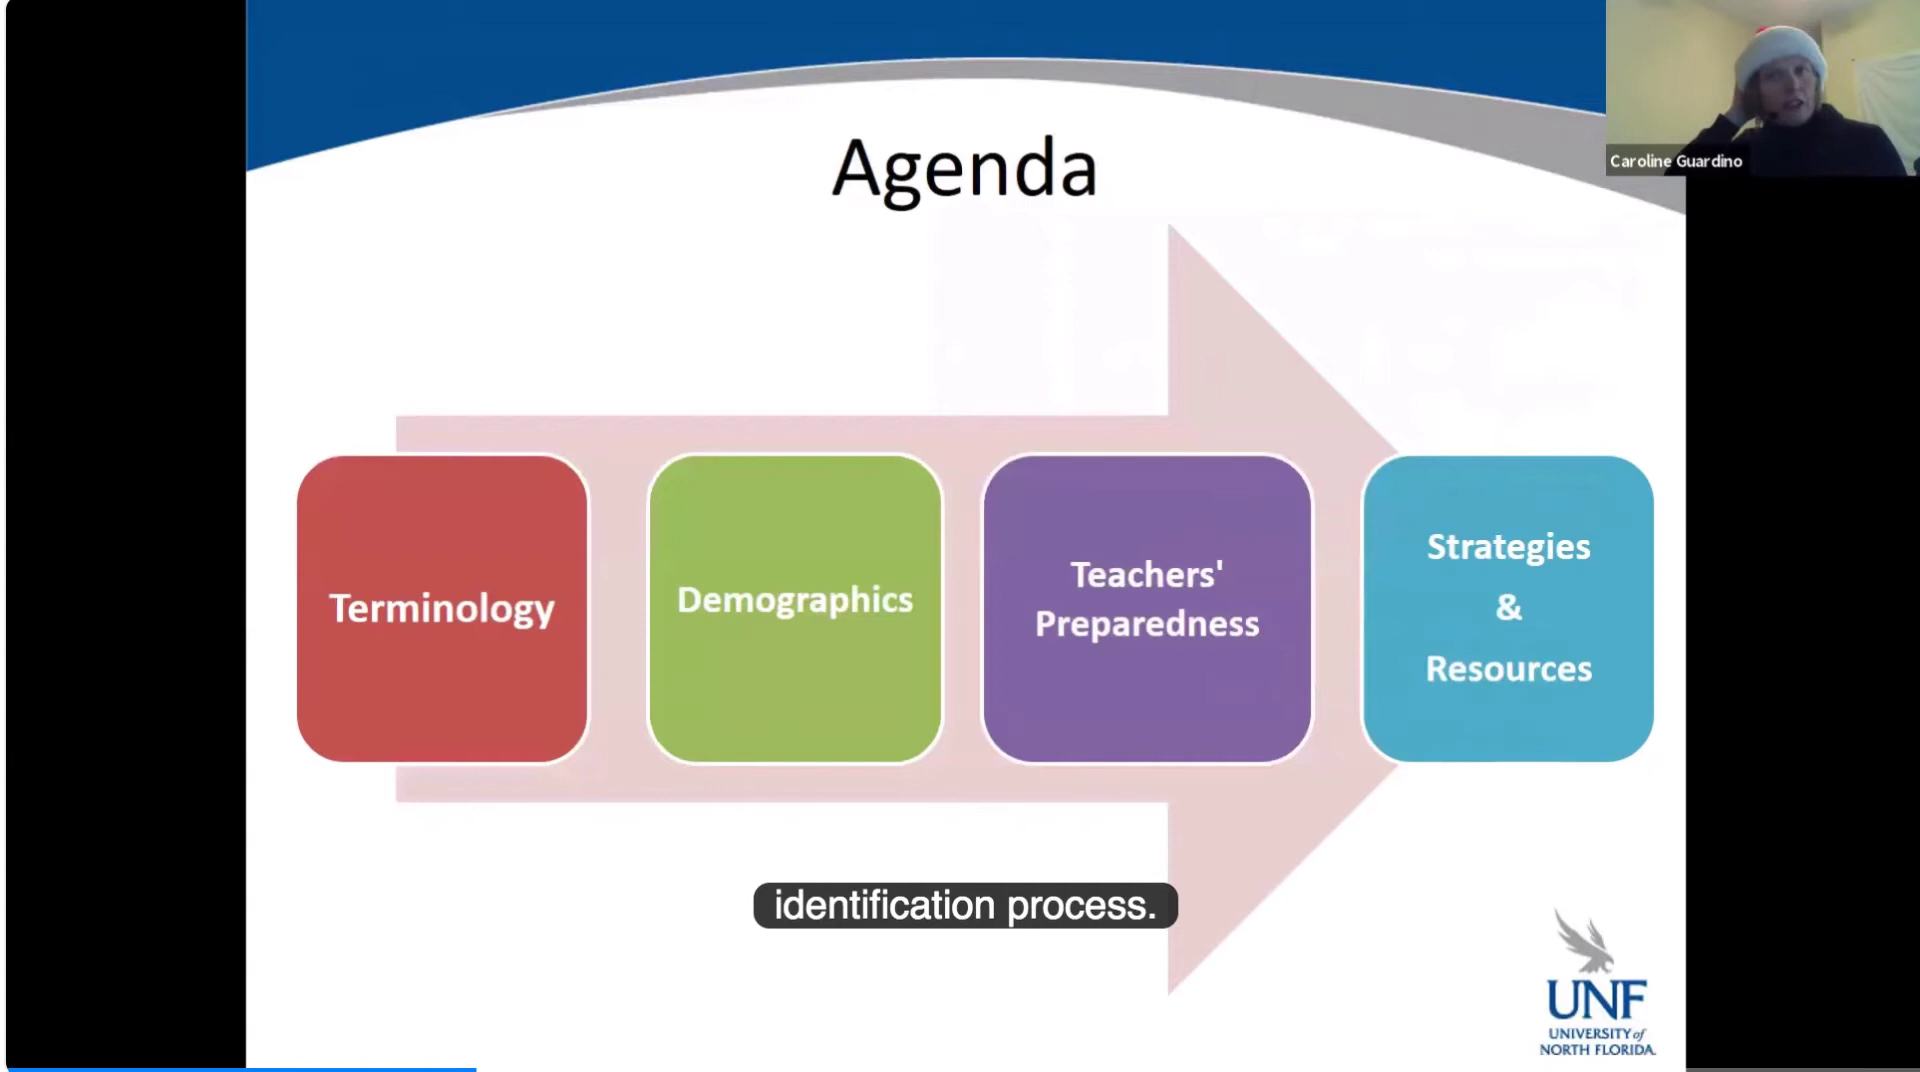 Agenda
Caroline Guardino
Terminology
Demographics
Teachers'
Preparedness
Strategies
&
Resources
identification process.
UNF
UNIVERSITY of
NORTH FLORIDA.